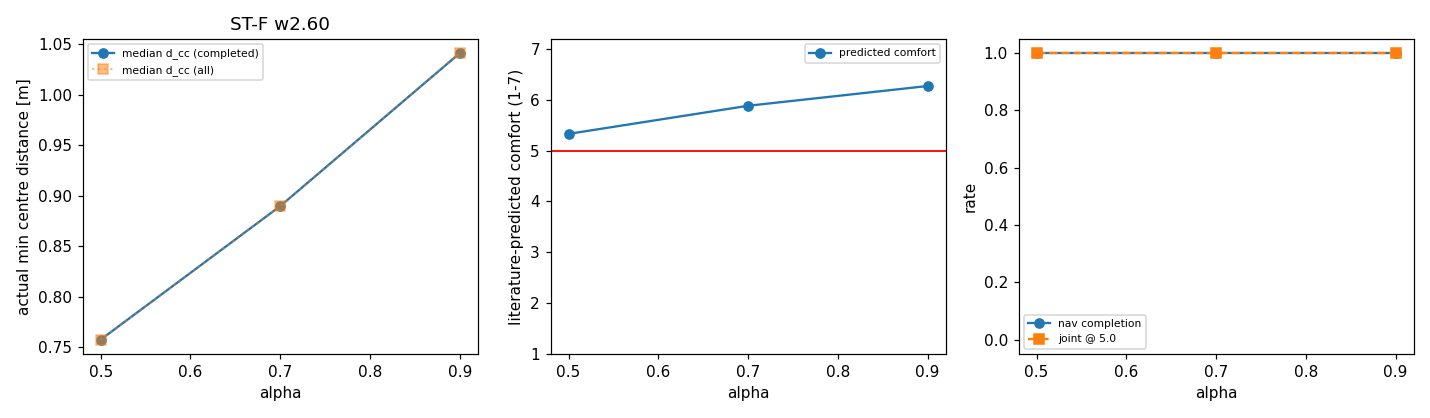 ST-F w2.60
actual min centre distance [m]
1.05
1.00
0.95
0.90
0.85
0.80
0.75
median d_cc (completed)
median d_cc (all)
0.5 0.6 0.7 0.8 0.9
alpha
literature-predicted comfort (1-7)
7
6
5
4
3
2
1
predicted comfort
0.5 0.6 0.7 0.8 0.9
alpha
rate
1.0
0.8
0.6
0.4
0.2
0.0
nav completion
joint @ 5.0
0.5 0.6 0.7 0.8 0.9
alpha